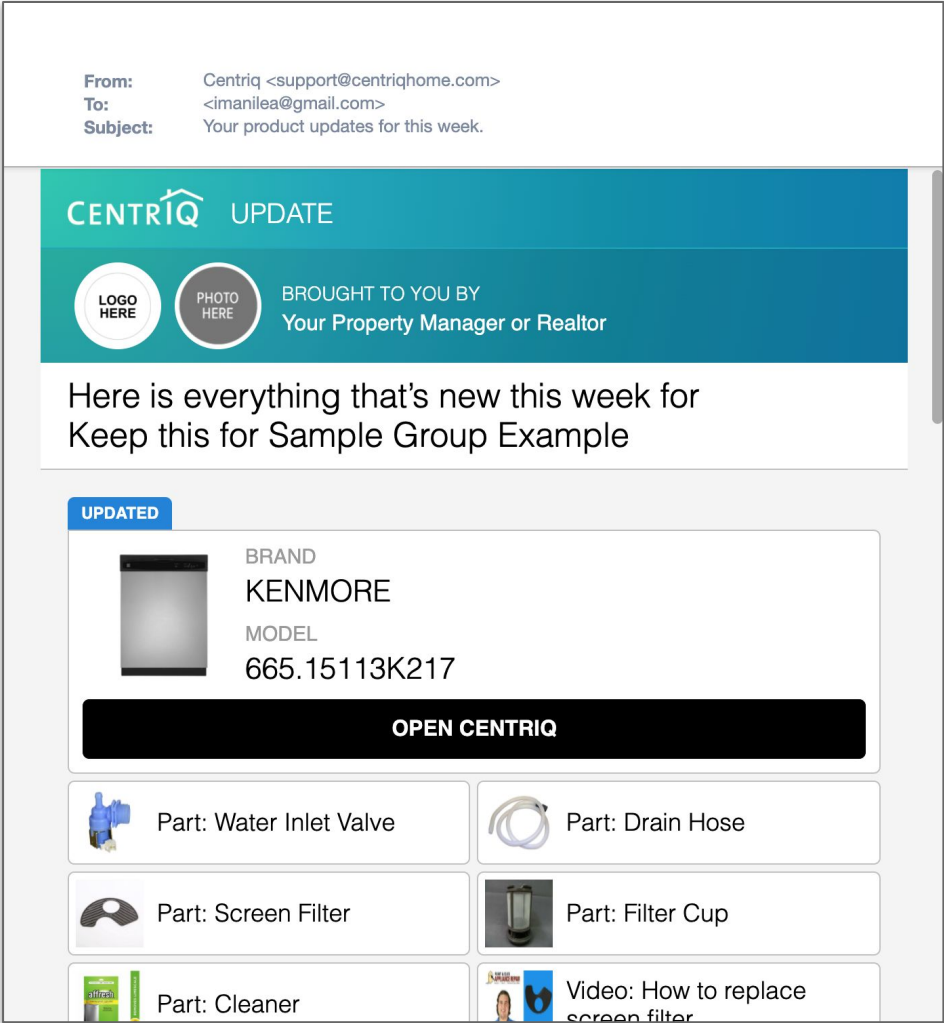 From: Centriq <support@centriqhome.com>
To: <imanilea@gmail.com>
Subject: Your product updates for this week.
CENTRIQ UPDATE
LOGO
HERE
PHOTO
HERE
BROUGHT TO YOU BY
Your Property Manager or Realtor
Here is everything that's new this week for
Keep this for Sample Group Example
UPDATED
BRAND
KENMORE
MODEL
665.15113K217
OPEN CENTRIQ
Part: Water Inlet Valve
Part: Drain Hose
Part: Screen Filter
Part: Filter Cup
affresh
Part: Cleaner
Video: How to replace
screen filter